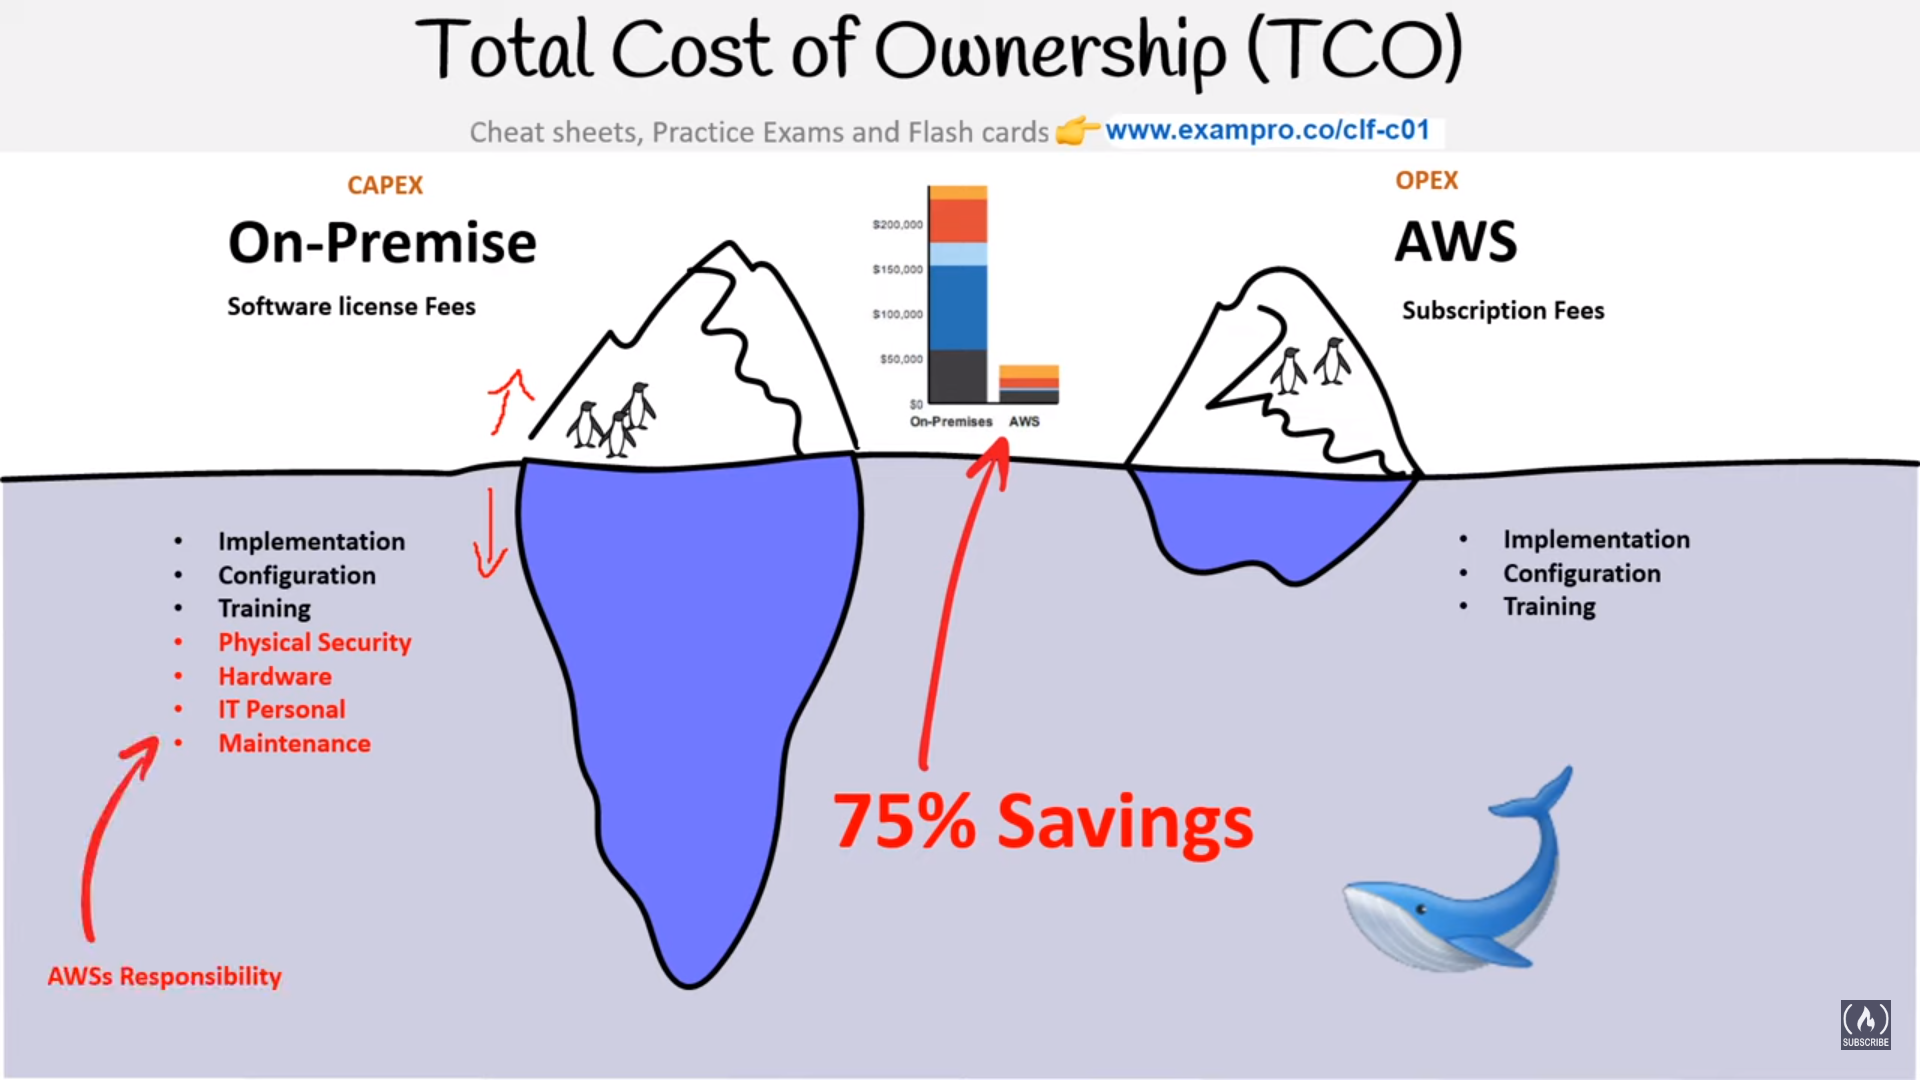 Total Cost of Ownership (TCO)
Cheat sheets, Practice Exams and Flash cards 👉 www.exampro.co/clf-c01
CAPEX
On-Premise
Software license Fees
$200,000
$150,000
$100,000
$50,000
$0
On-Premises AWS
OPEX
AWS
Subscription Fees
• Implementation
• Configuration
• Training
• Physical Security
• Hardware
• IT Personal
• Maintenance
AWSs Responsibility
75% Savings
• Implementation
• Configuration
• Training
SUBSCRIBE